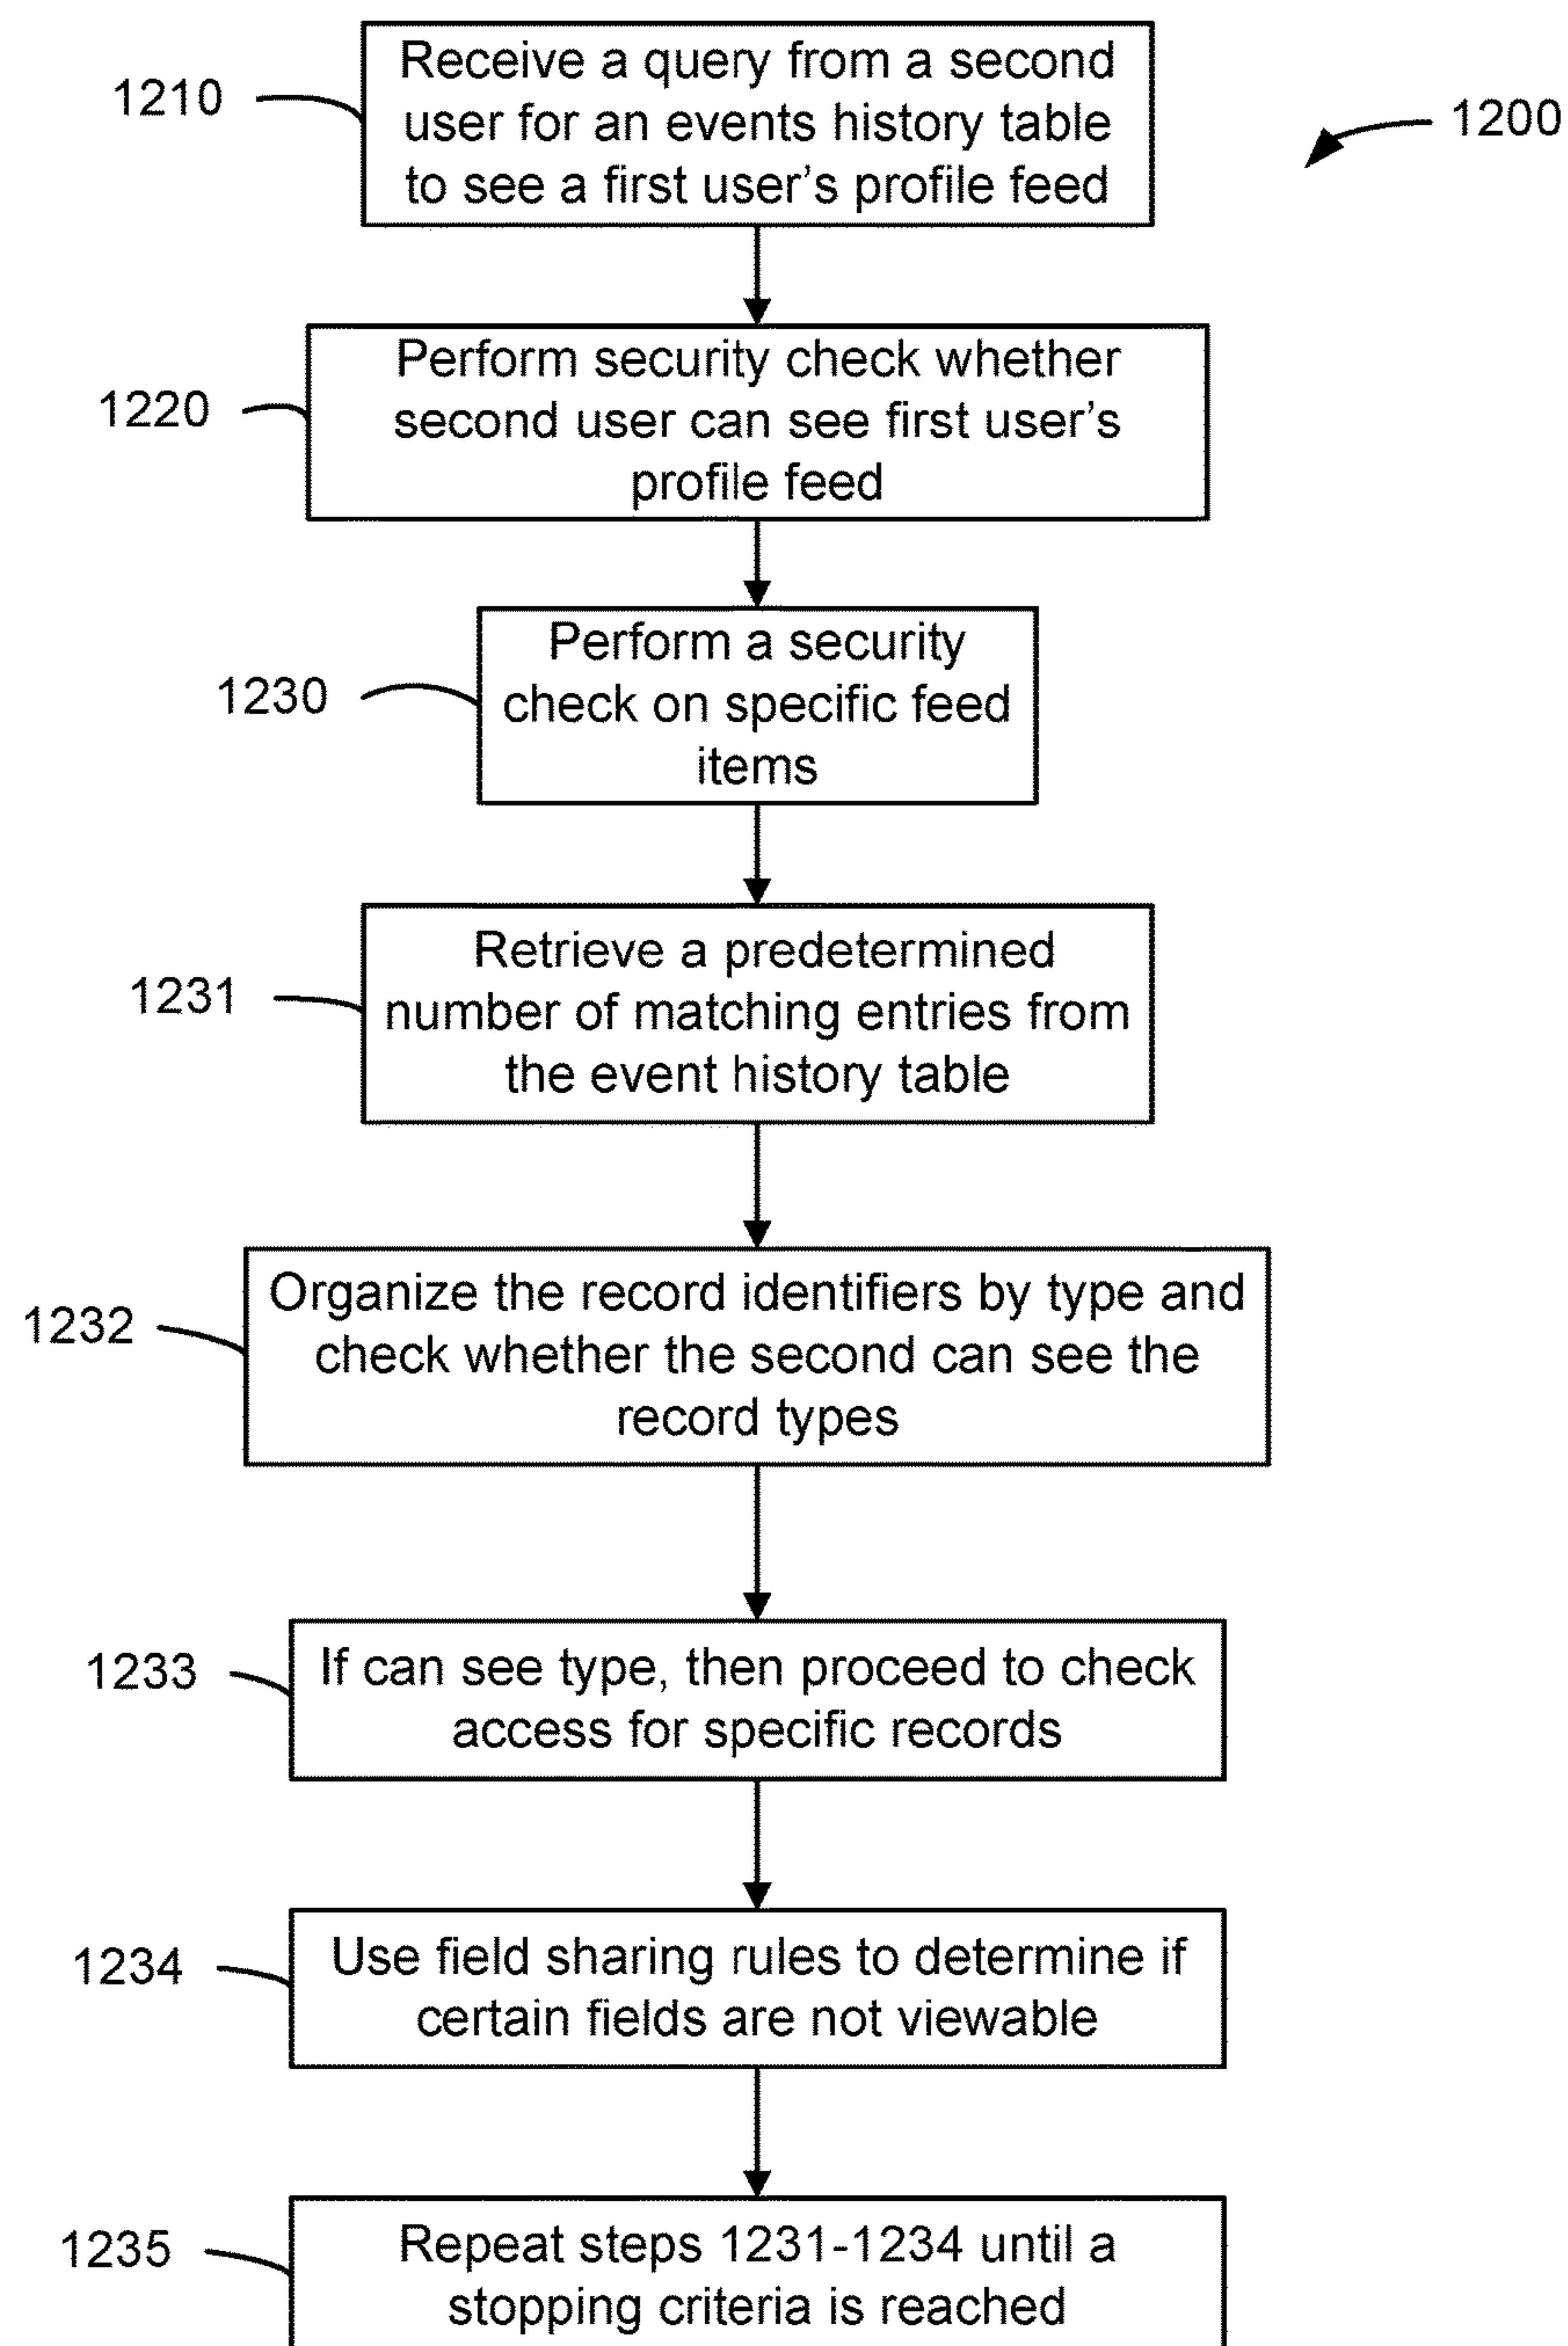 1210
Receive a query from a second
user for an events history table
to see a first user's profile feed
1200
1220
Perform security check whether
second user can see first user's
profile feed
1230
Perform a security
check on specific feed
items
1231
Retrieve a predetermined
number of matching entries from
the event history table
1232
Organize the record identifiers by type and
check whether the second can see the
record types
1233
If can see type, then proceed to check
access for specific records
1234
Use field sharing rules to determine if
certain fields are not viewable
1235
Repeat steps 1231-1234 until a
stopping criteria is reached